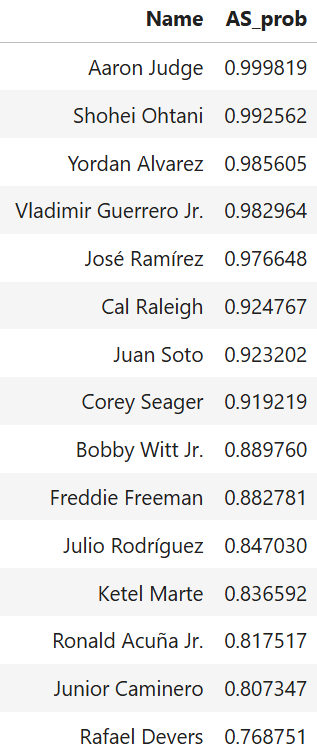 Name AS_prob
Aaron Judge 0.999819
Shohei Ohtani 0.992562
Yordan Alvarez 0.985605
Vladimir Guerrero Jr. 0.982964
José Ramírez 0.976648
Cal Raleigh 0.924767
Juan Soto 0.923202
Corey Seager 0.919219
Bobby Witt Jr. 0.889760
Freddie Freeman 0.882781
Julio Rodríguez 0.847030
Ketel Marte 0.836592
Ronald Acuña Jr. 0.817517
Junior Caminero 0.807347
Rafael Devers 0.768751